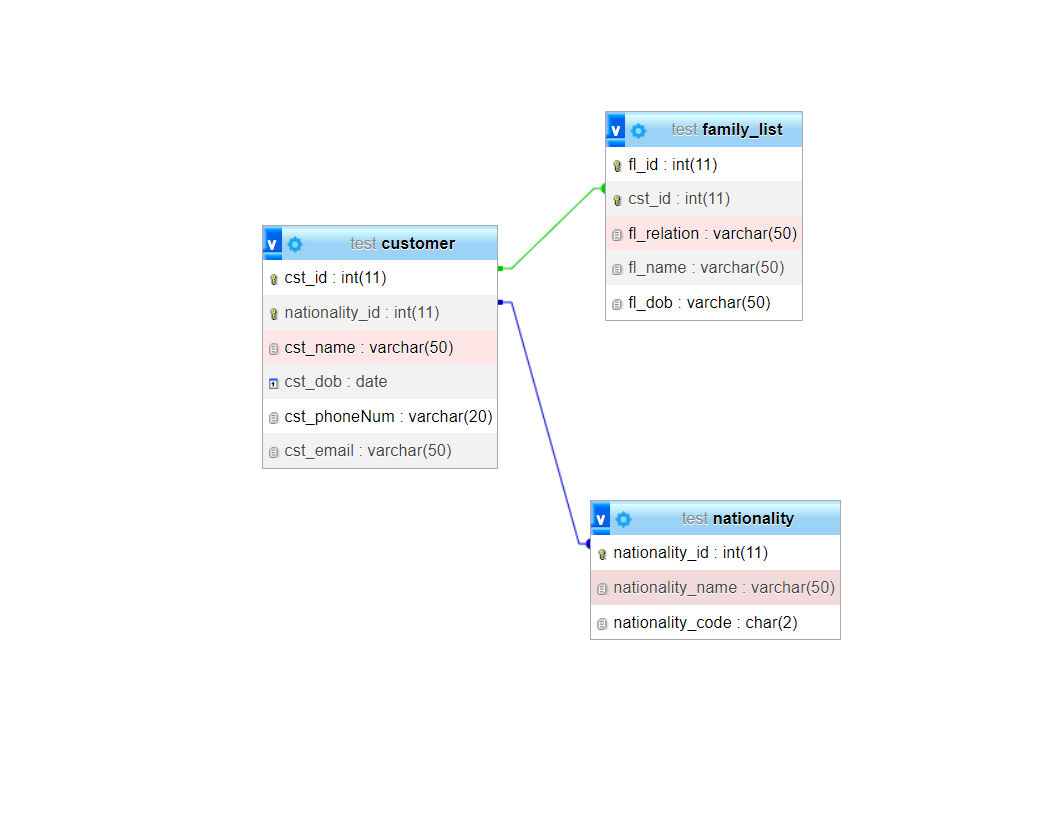 v test family_list
fl_id : int(11)
cst_id : int(11)
fl_relation : varchar(50)
fl_name : varchar(50)
fl_dob : varchar(50)
v test customer
cst_id : int(11)
nationality_id : int(11)
cst_name : varchar(50)
1 cst_dob : date
cst_phoneNum : varchar(20)
cst_email : varchar(50)
v test nationality
nationality_id : int(11)
nationality_name : varchar(50)
nationality_code : char(2)